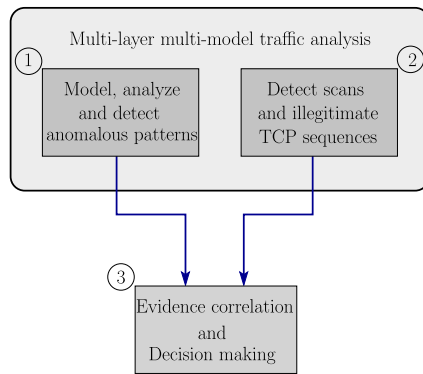 Multi-layer multi-model traffic analysis
1
Model, analyze
and detect
anomalous patterns
2
Detect scans
and illegitimate
TCP sequences
3
Evidence correlation
and
Decision making